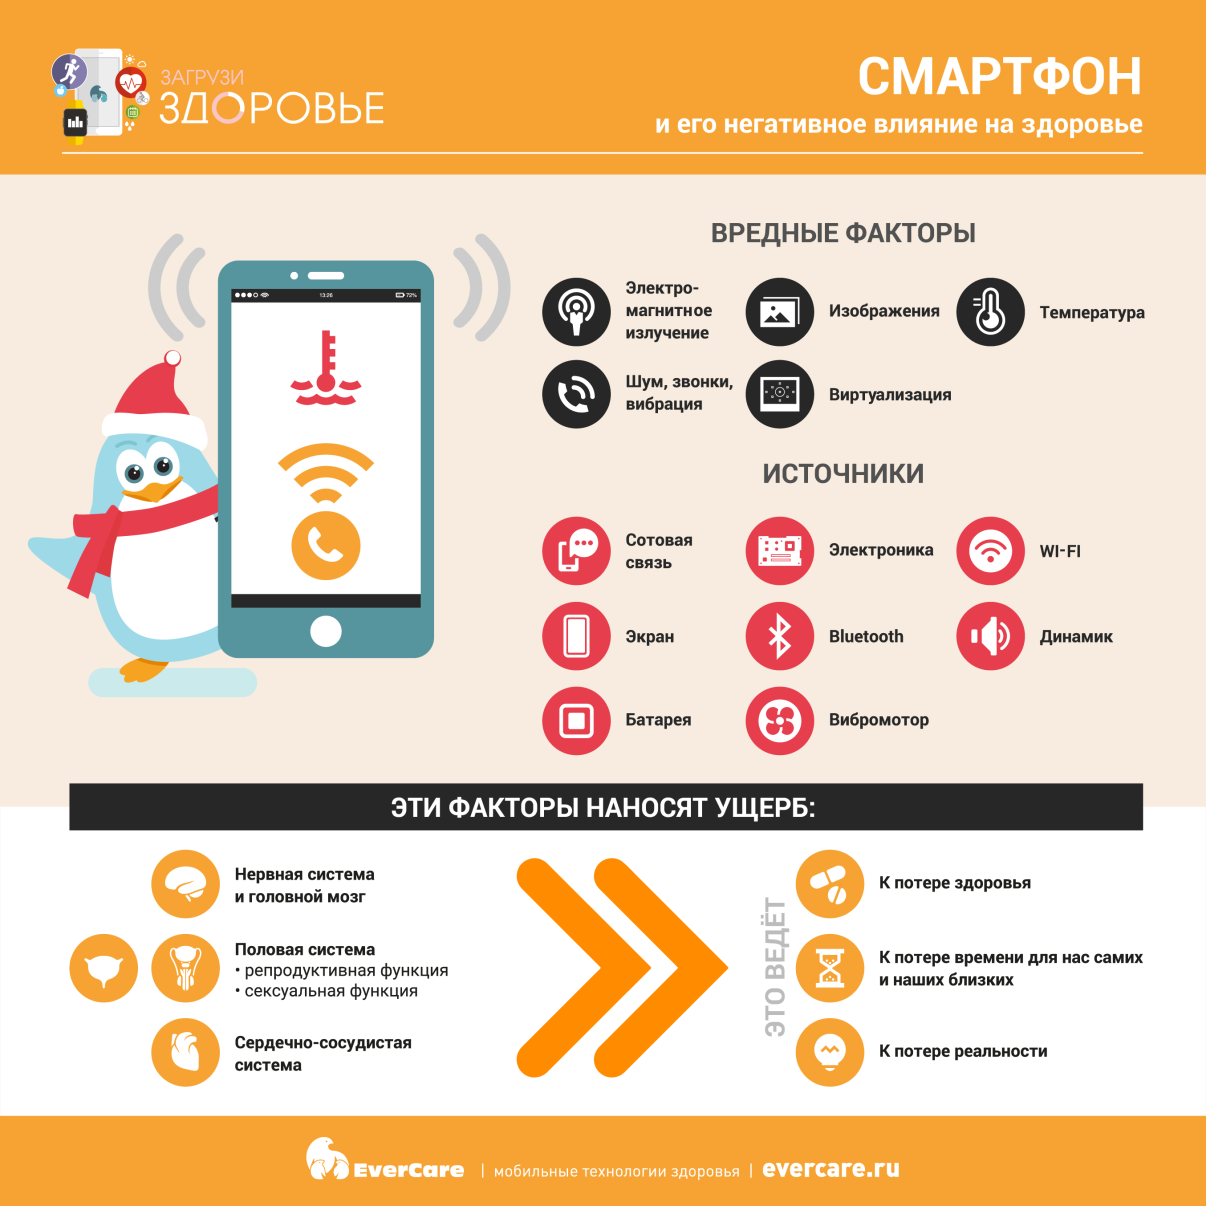 ЗАГРУЗИ
ЗДОРОВЬЕ
СМАРТФОН
и его негативное влияние на здоровье
13:26
72%
ВРЕДНЫЕ ФАКТОРЫ
Электро-
магнитное
излучение
Изображения
Температура
Шум, звонки,
вибрация
Виртуализация
ИСТОЧНИКИ
Сотовая
связь
Электроника
WI-FI
Экран
Bluetooth
Динамик
Батарея
Вибромотор
ЭТИ ФАКТОРЫ НАНОСЯТ УЩЕРБ:
Нервная система
и головной мозг
Половая система
• репродуктивная функция
• сексуальная функция
Сердечно-сосудистая
система
ЭТО ВЕДЁТ
К потере здоровья
К потере времени для нас самих
и наших близких
К потере реальности
EverCare | мобильные технологии здоровья | evercare.ru